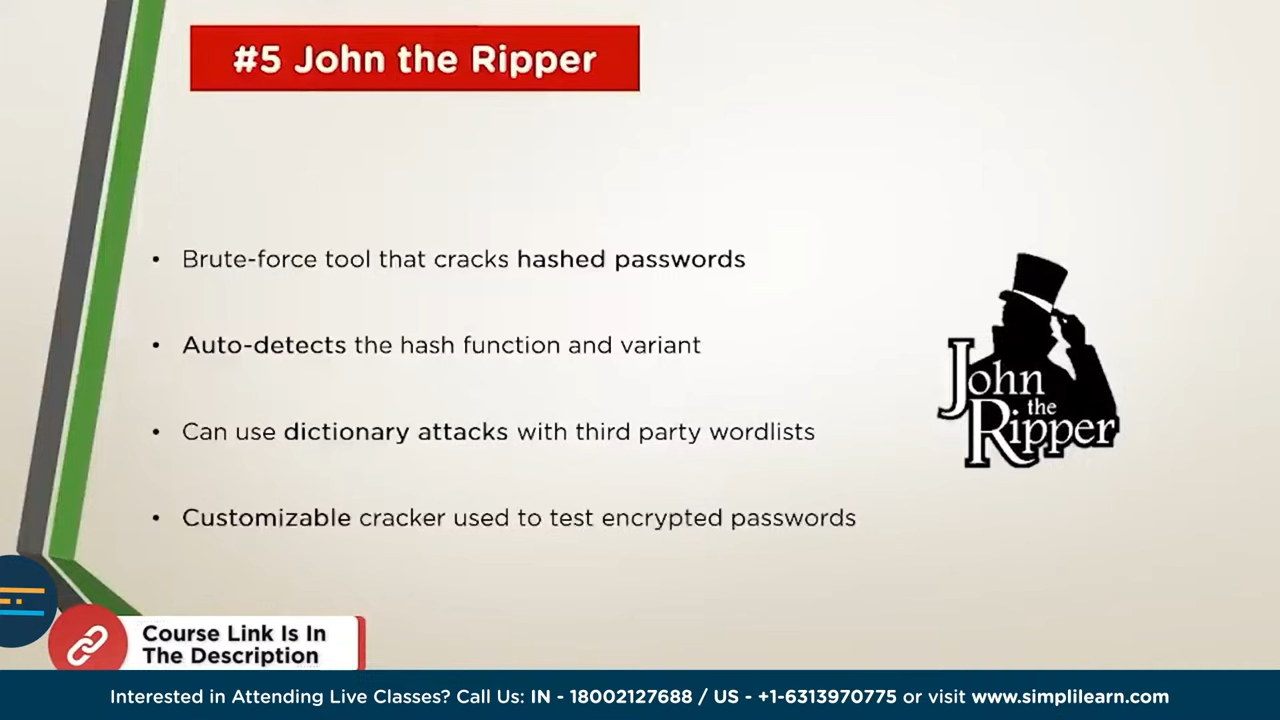 #5 John the Ripper
• Brute-force tool that cracks hashed passwords
• Auto-detects the hash function and variant
• Can use dictionary attacks with third party wordlists
• Customizable cracker used to test encrypted passwords
John
the
Ripper
Course Link Is In
The Description
Interested in Attending Live Classes? Call Us: IN - 18002127688 / US - +1-6313970775 or visit www.simplilearn.com